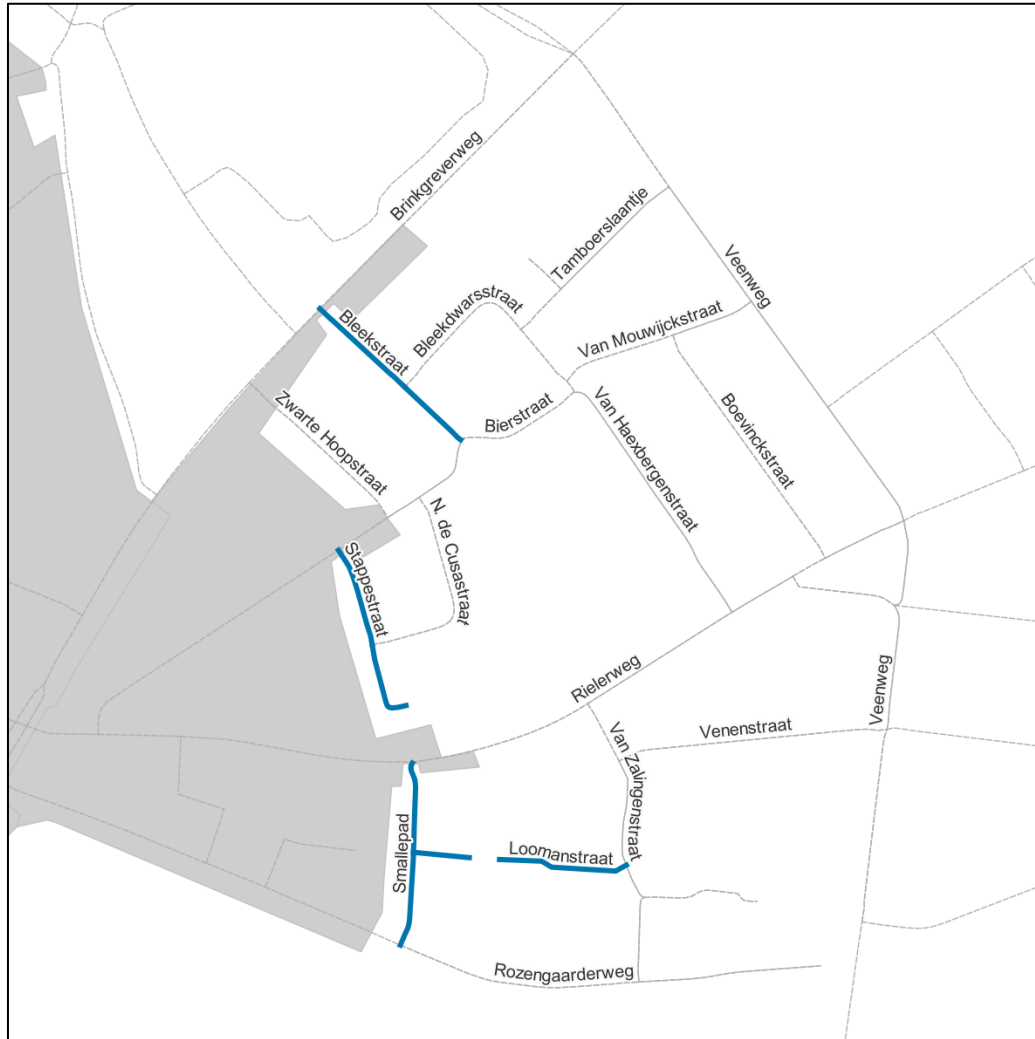 Brinkgreverweg
Tamboerslaantje
Veenweg
Bleekdwarsstraat
Bleekstraat
Van Mouwijckstraat
Zwarte Hoopstraat
Bierstraat
Van Haexbergenstraat
Boevinckstraat
N. de Cusastraat
Stappestraat
Rielerweg
Veenweg
Venenstraat
Van Zalingenstraat
Smallepad
Loomanstraat
Rozengaarderweg